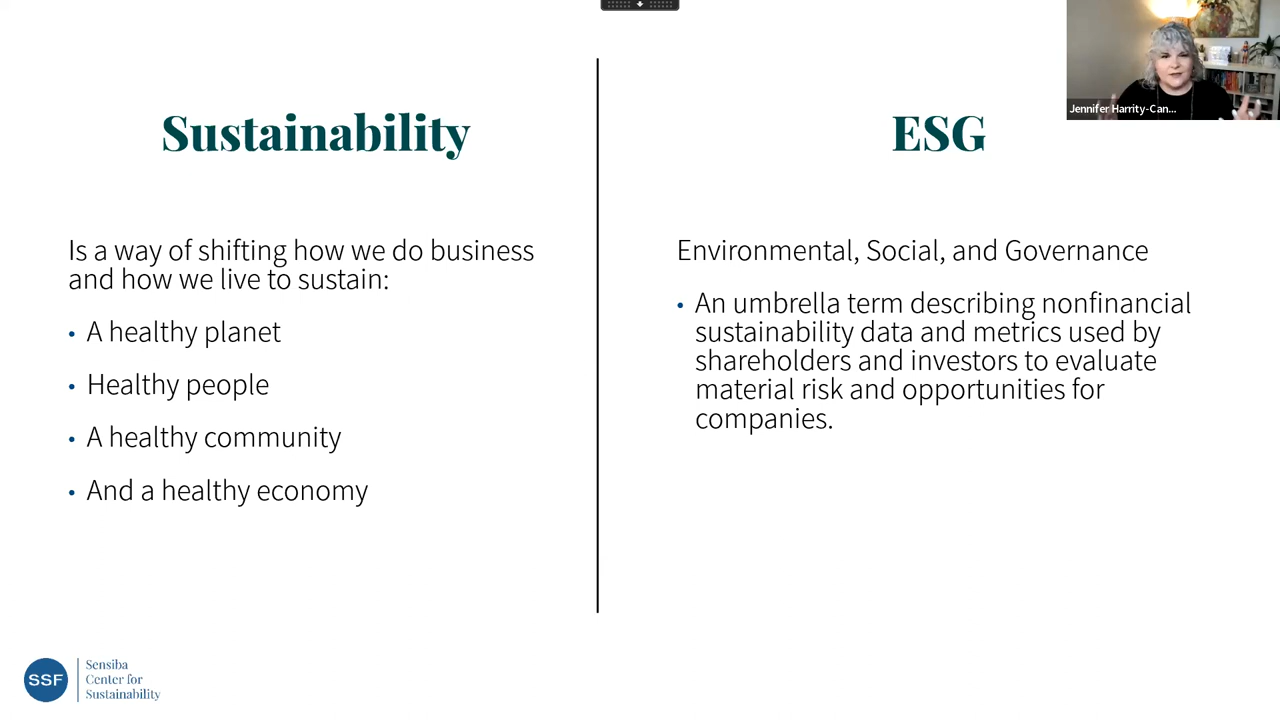 Sustainability
Is a way of shifting how we do business
and how we live to sustain:
• A healthy planet
• Healthy people
• A healthy community
• And a healthy economy
ESG
Environmental, Social, and Governance
• An umbrella term describing nonfinancial
sustainability data and metrics used by
shareholders and investors to evaluate
material risk and opportunities for
companies.
Jennifer Harrity-Can...
SSF
Sensiba
Center for
Sustainability